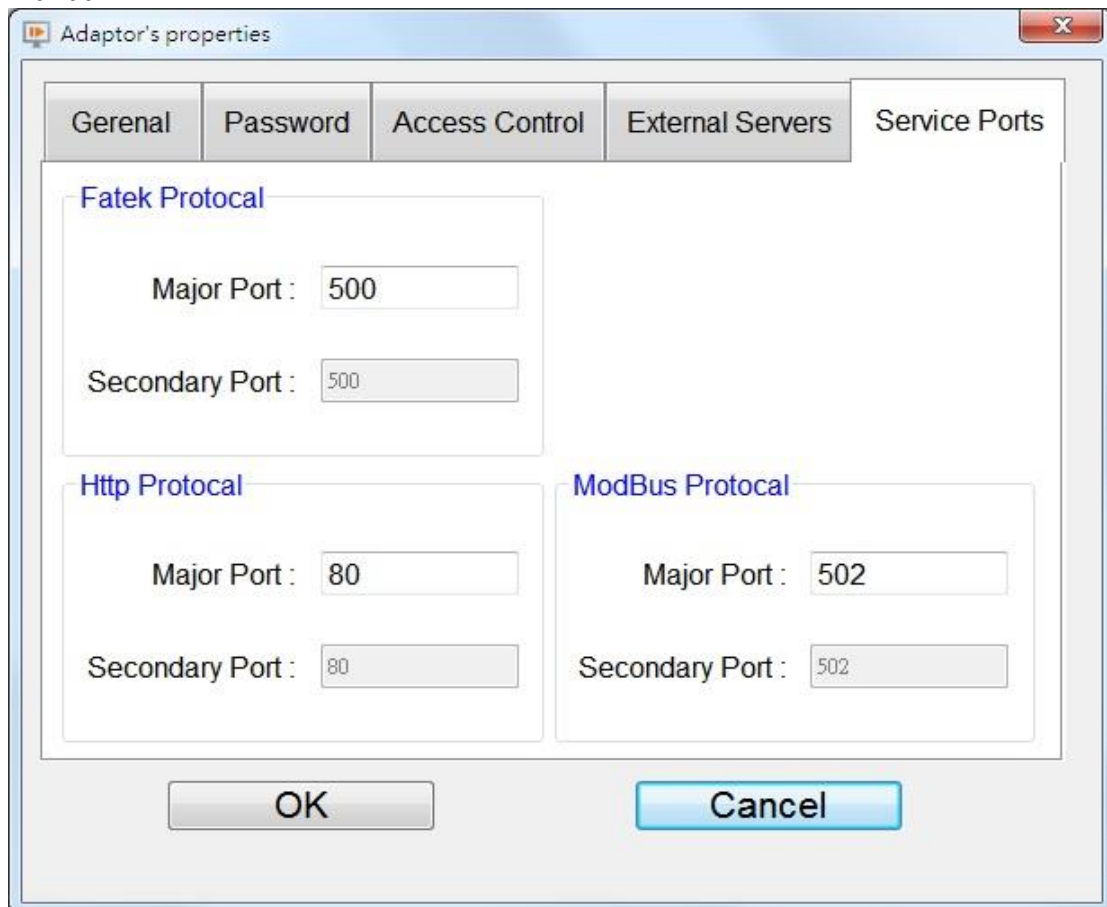 Adaptor's properties
Gerenal Password Access Control External Servers Service Ports
Fatek Protocal
Major Port : 500
Secondary Port : 500
Http Protocal
Major Port : 80
Secondary Port : 80
ModBus Protocal
Major Port : 502
Secondary Port : 502
OK Cancel